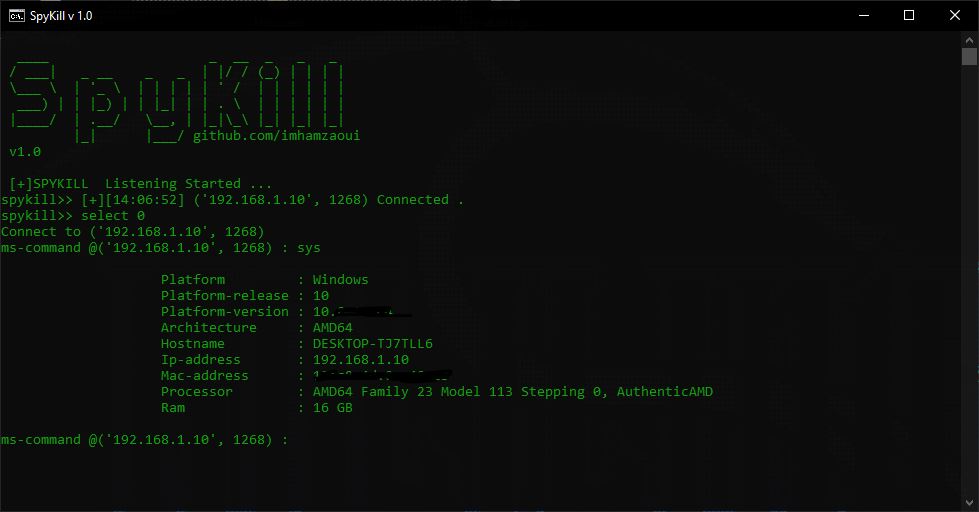 SpyKill v 1.0
SpyKill
github.com/imhamzaoui
v1.0
[+]SPYKILL Listening Started ...
spykill>> [+][14:06:52] ('192.168.1.10', 1268) Connected .
spykill>> select 0
Connect to ('192.168.1.10', 1268)
ms-command @('192.168.1.10', 1268) : sys
Platform : Windows
Platform-release : 10
Platform-version : 10.
Architecture : AMD64
Hostname : DESKTOP-TJ7TLL6
Ip-address : 192.168.1.10
Mac-address :
Processor : AMD64 Family 23 Model 113 Stepping 0, AuthenticAMD
Ram : 16 GB
ms-command @('192.168.1.10', 1268) :